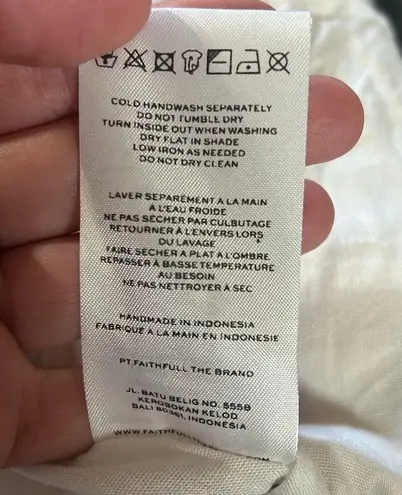 COLD HANDWASH SEPARATELY
DO NOT TUMBLE DRY
TURN INSIDE OUT WHEN WASHING
DRY FLAT IN SHADE
LOW IRON AS NEEDED
DO NOT DRY CLEAN
LAVER SEPAREMENT A LA MAIN
A L'EAU FROIDE
NE PAS SÉCHER PAR CULBUTAGE
RETOURNER À L'ENVERS LORS
DU LAVAGE
FAIRE SÉCHER A PLAT A L'OMBRE
REPASSER À BASSE TEMPERATURE
AU BESOIN
NE PAS NETTOYER À SEC
HANDMADE IN INDONESIA
FABRIQUÉ A LA MAIN EN INDONESIE
PT.FAITHFULL THE BRAND
JL. BATU BELIG NO. 555B
KEROBOKAN KELOD
BALI 80361, INDONESIA